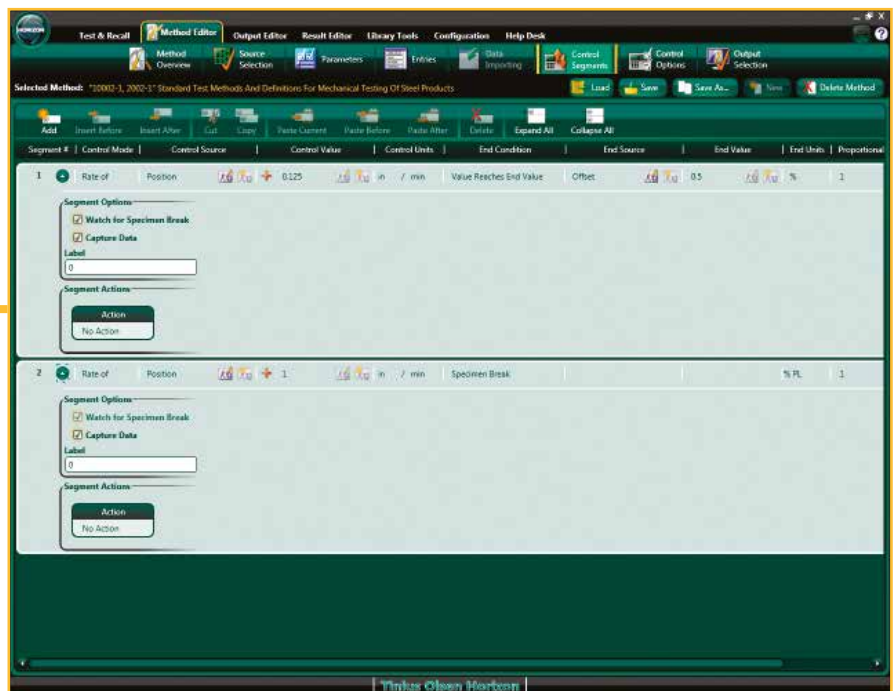 HORIZON
Test & Recall Method Editor Output Editor Result Editor Library Tools Configuration Help Desk
Method Overview Source Selection Parameters Entries Data Importing Control Segments Control Options Output Selection
Selected Method: "10002-1, 2002-1" Standard Test Methods And Definitions For Mechanical Testing Of Steel Products Load Save Save As... New Delete Method
Add Insert Before Insert After Cut Copy Paste Current Paste Before Paste After Delete Expand All Collapse All
Segment # | Control Mode | Control Source | Control Value | Control Units | End Condition | End Source | End Value | End Units | Proportional
1 Rate of Position 0.125 in / min Value Reaches End Value Offset 0.5 % 1
Segment Options
Watch for Specimen Break
Capture Data
Label
0
Segment Actions
Action
No Action
2 Rate of Position 1 in / min Specimen Break % PL 1
Segment Options
Watch for Specimen Break
Capture Data
Label
0
Segment Actions
Action
No Action
Tinius Olsen Horizon